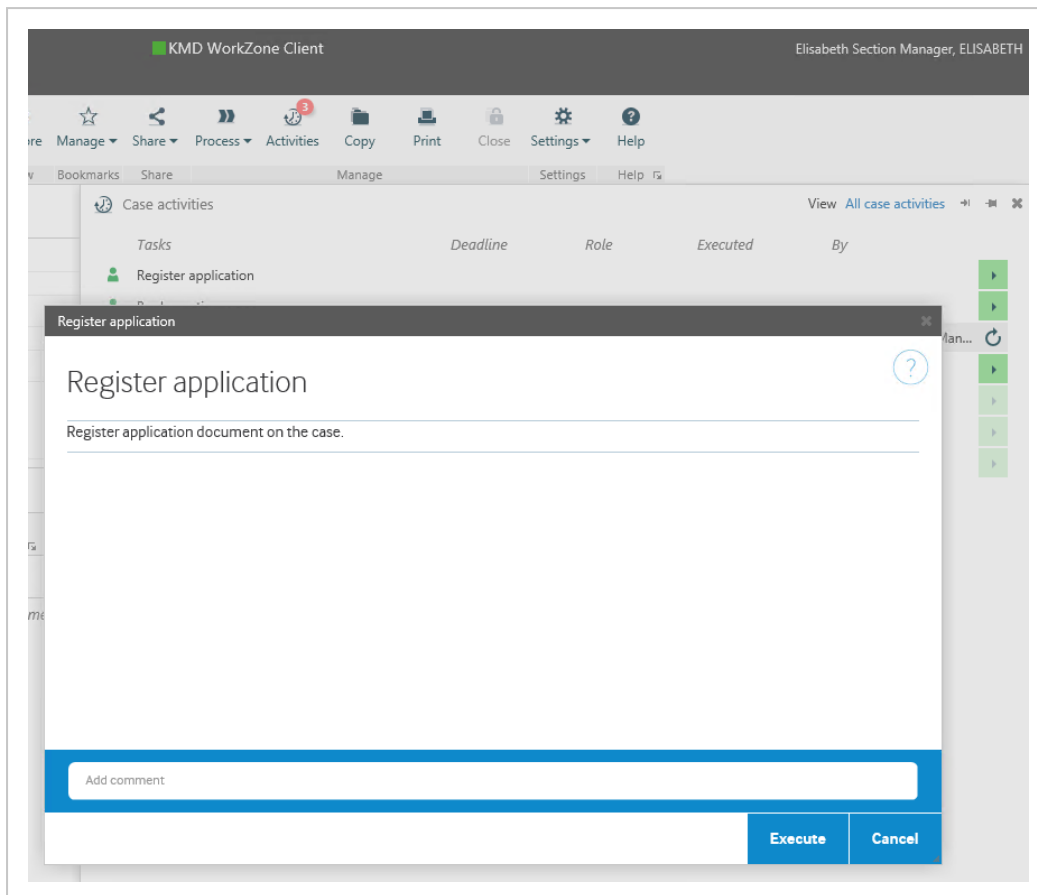 KMD WorkZone Client
Elisabeth Section Manager, ELISABETH
3
Manage Share Process Activities Copy Print Close Settings Help
Bookmarks Share Manage Settings Help
Case activities View All case activities
Tasks Deadline Role Executed By
Register application
Register application
Man...
Register application
?
Register application document on the case.
Add comment
Execute Cancel